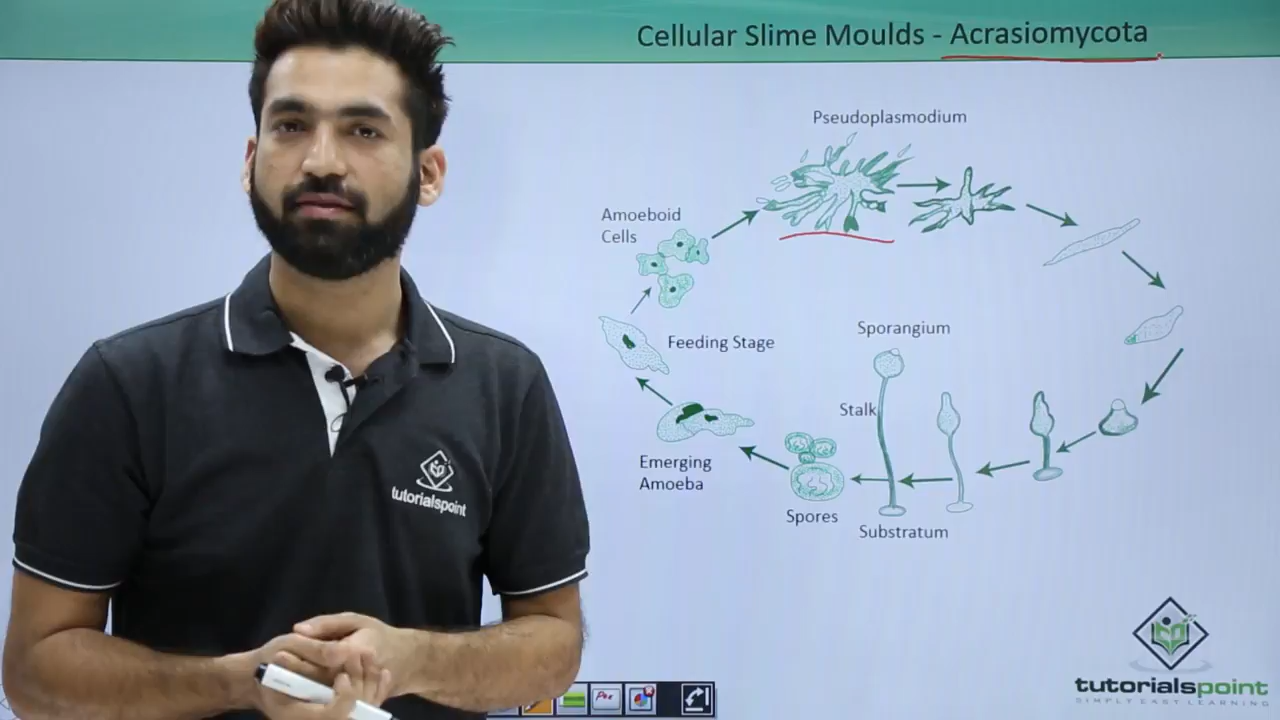 Cellular Slime Moulds - Acrasiomycota
Pseudoplasmodium
Amoeboid
Cells
Feeding Stage
Sporangium
Stalk
Emerging
Amoeba
Spores
Substratum
tutorialspoint
tutorialspoint
SIMPLY EASY LEARNING
Pen